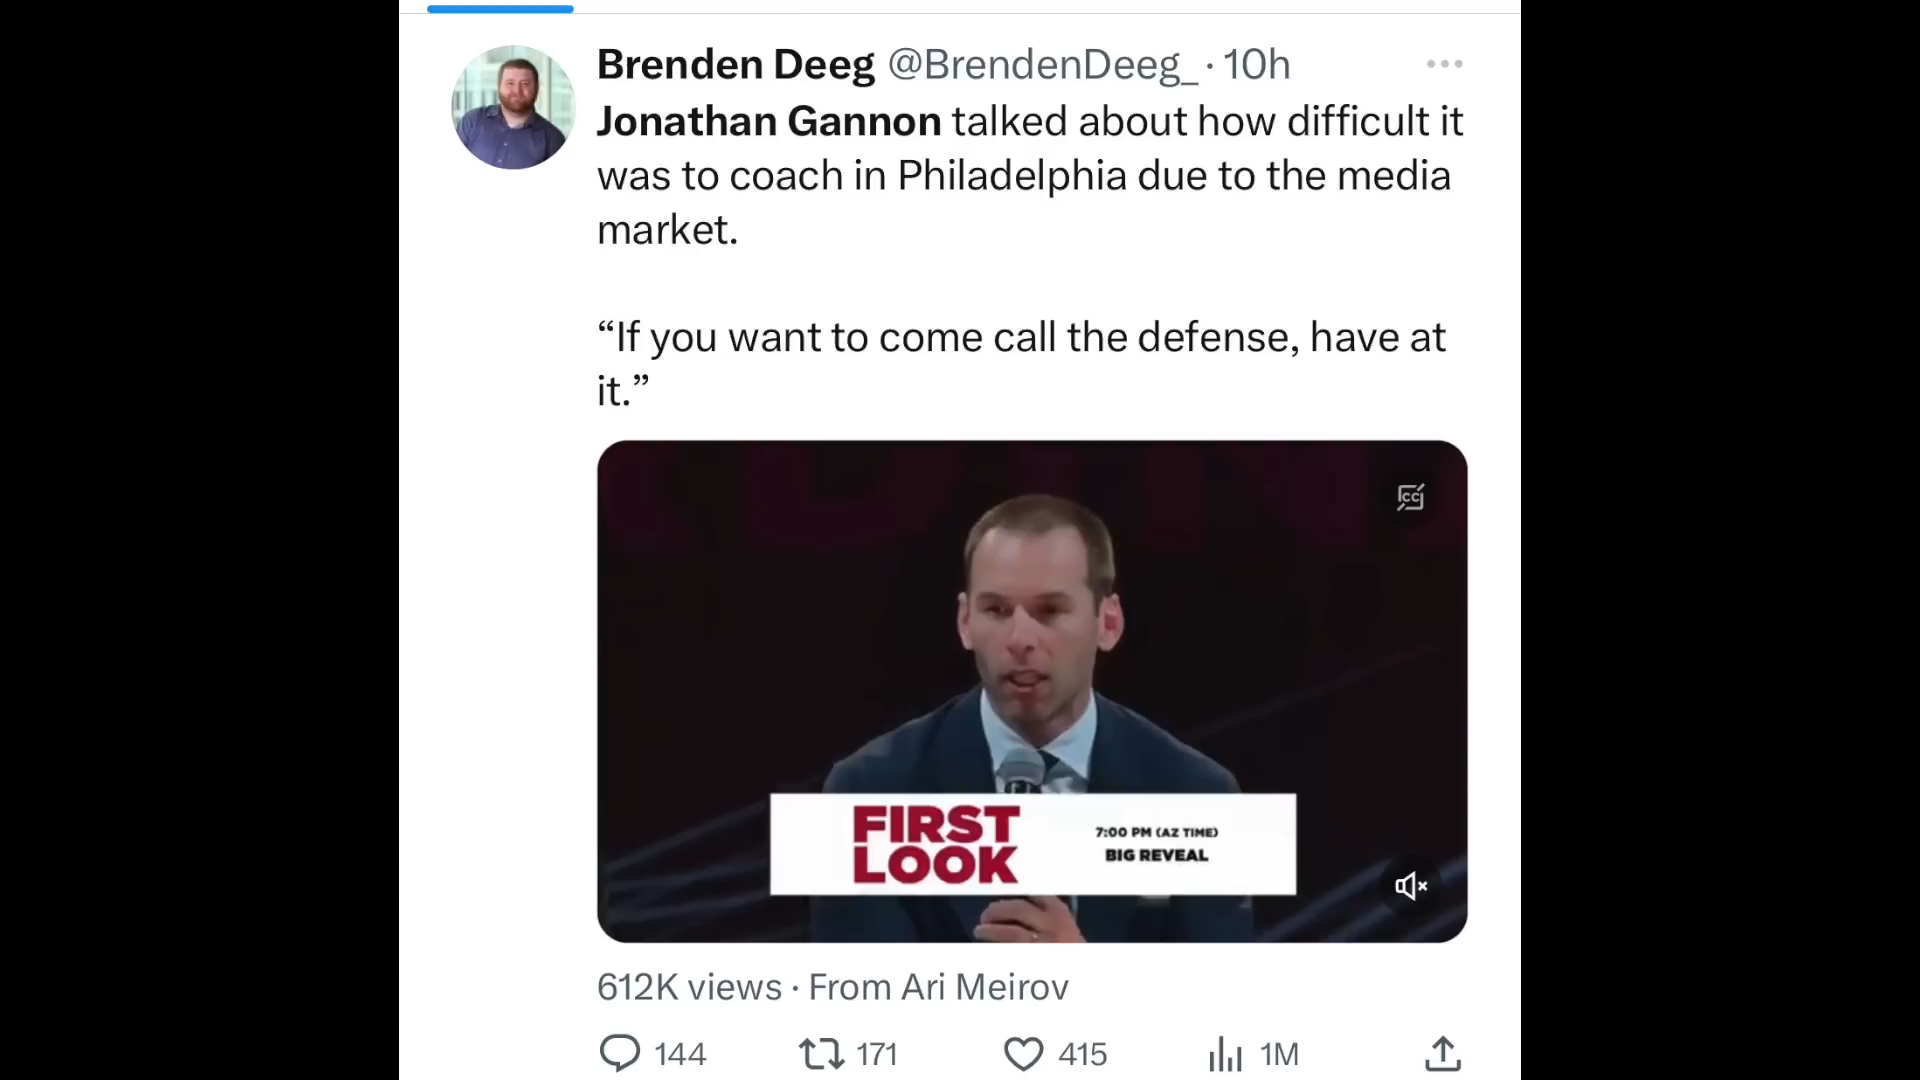 Brenden Deeg @BrendenDeeg_ · 10h
Jonathan Gannon talked about how difficult it
was to coach in Philadelphia due to the media
market.
“If you want to come call the defense, have at
it.”
CC
FIRST
LOOK
7:00 PM (AZ TIME)
BIG REVEAL
612K views · From Ari Meirov
144 171 415 1M